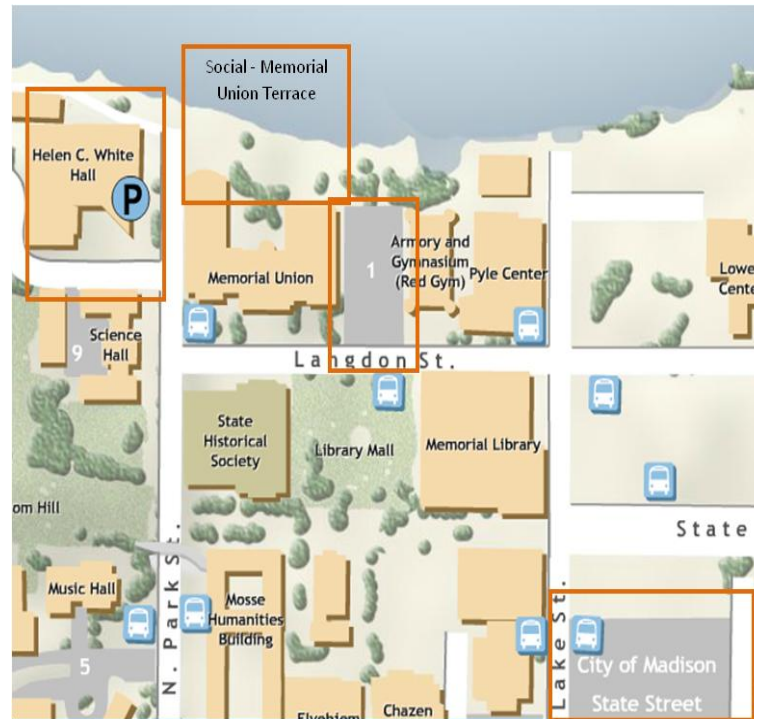 Social - Memorial
Union Terrace
Helen C. White
Hall
P
Memorial Union
1
Armory and
Gymnasium
(Red Gym)
Pyle Center
Lowe
Cente
Science
Hall
9
Langdon St.
State
Historical
Society
Library Mall
Memorial Library
om Hill
State
N. Park St.
Lake St.
Music Hall
Mosse
Humanities
Building
5
City of Madison
State Street
Chazen